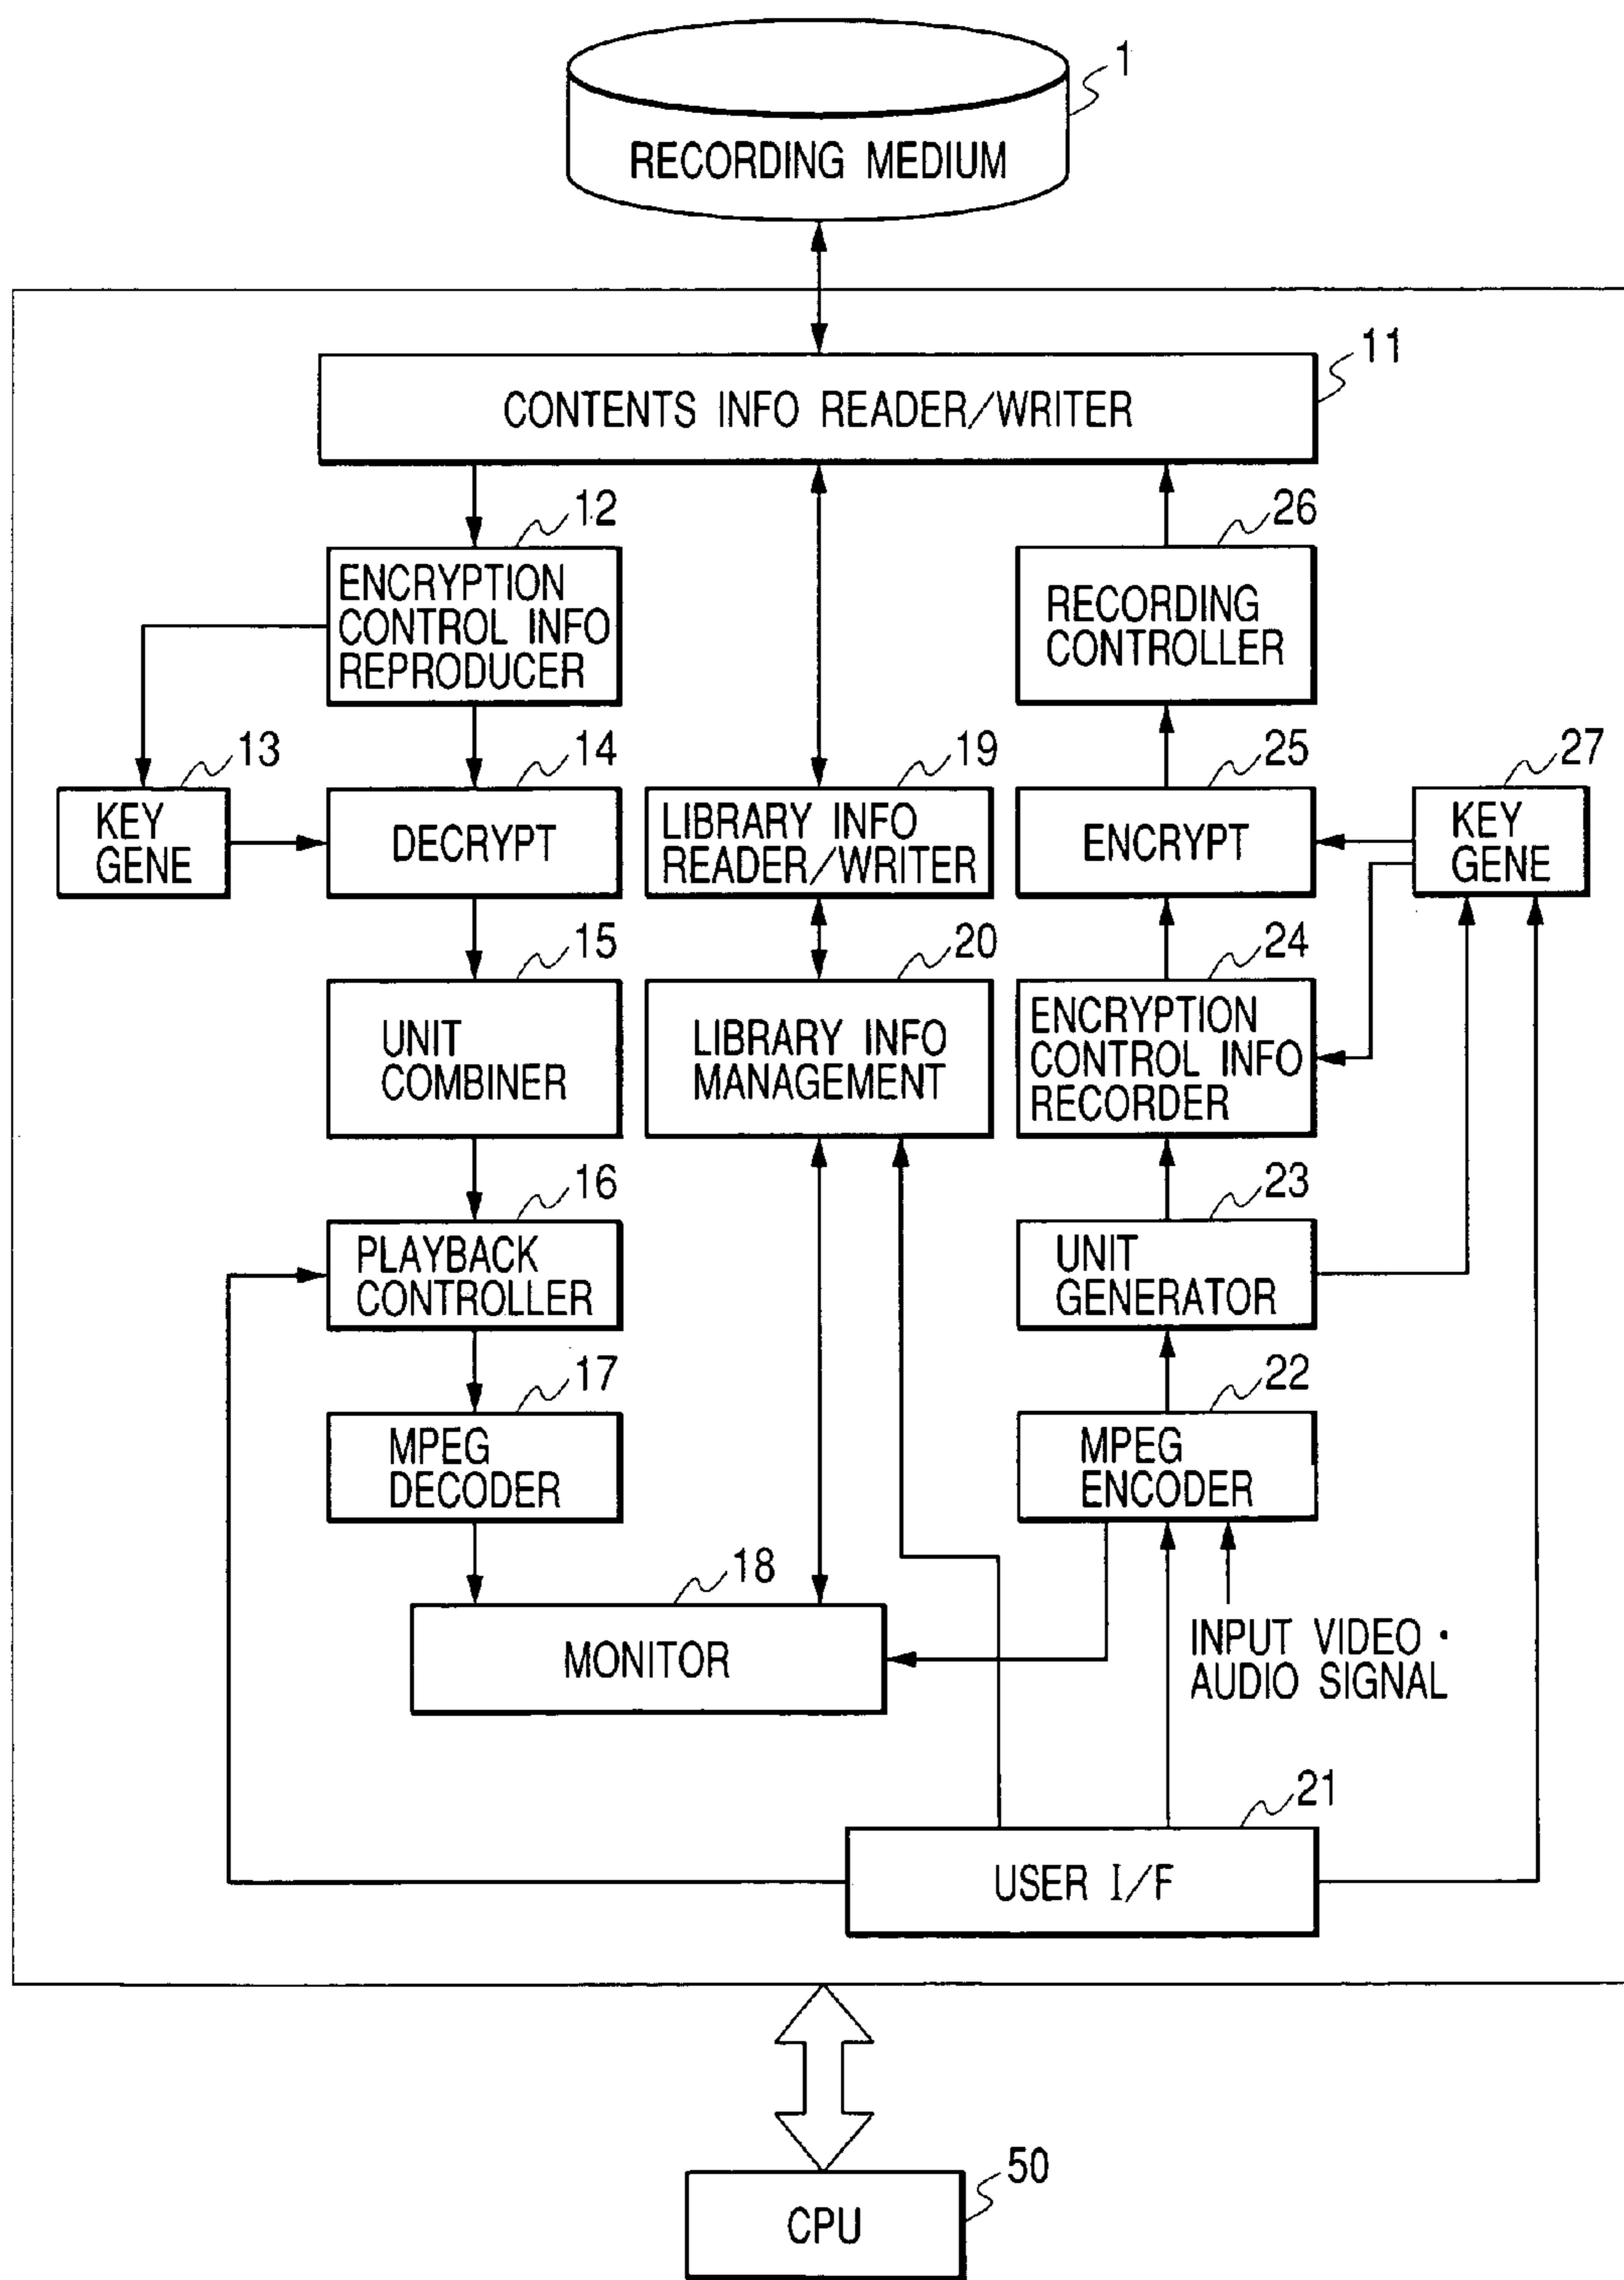 1
RECORDING MEDIUM
11
CONTENTS INFO READER/WRITER
12
26
ENCRYPTION
CONTROL INFO
REPRODUCER
RECORDING
CONTROLLER
13
14
19
25
27
KEY
GENE
DECRYPT
LIBRARY INFO
READER/WRITER
ENCRYPT
KEY
GENE
15
20
24
UNIT
COMBINER
LIBRARY INFO
MANAGEMENT
ENCRYPTION
CONTROL INFO
RECORDER
16
23
PLAYBACK
CONTROLLER
UNIT
GENERATOR
17
22
MPEG
DECODER
MPEG
ENCODER
18
MONITOR
INPUT VIDEO・
AUDIO SIGNAL
21
USER I/F
50
CPU